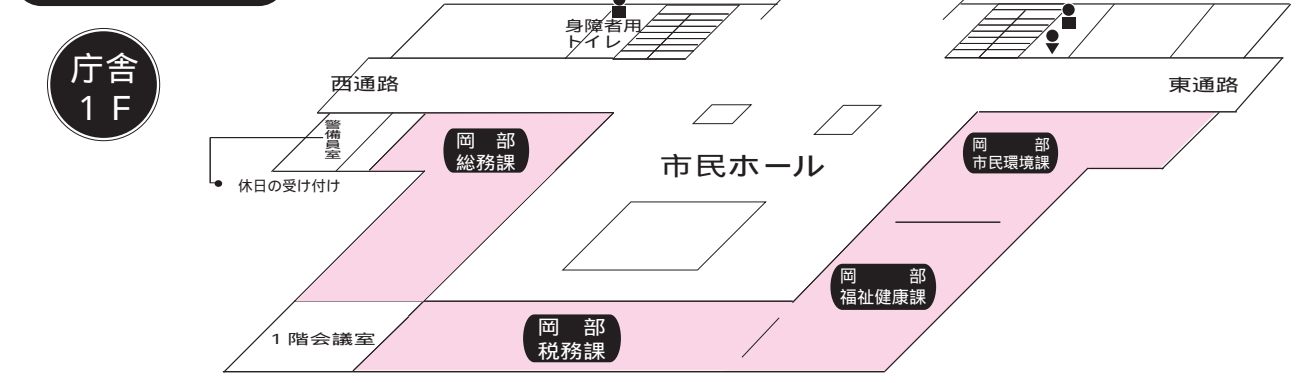 庁舎
1F
身障者用
トイレ
西通路
東通路
警備員室
休日の受け付け
岡部
総務課
市民ホール
岡部
市民環境課
岡部
福祉健康課
1階会議室
岡部
税務課